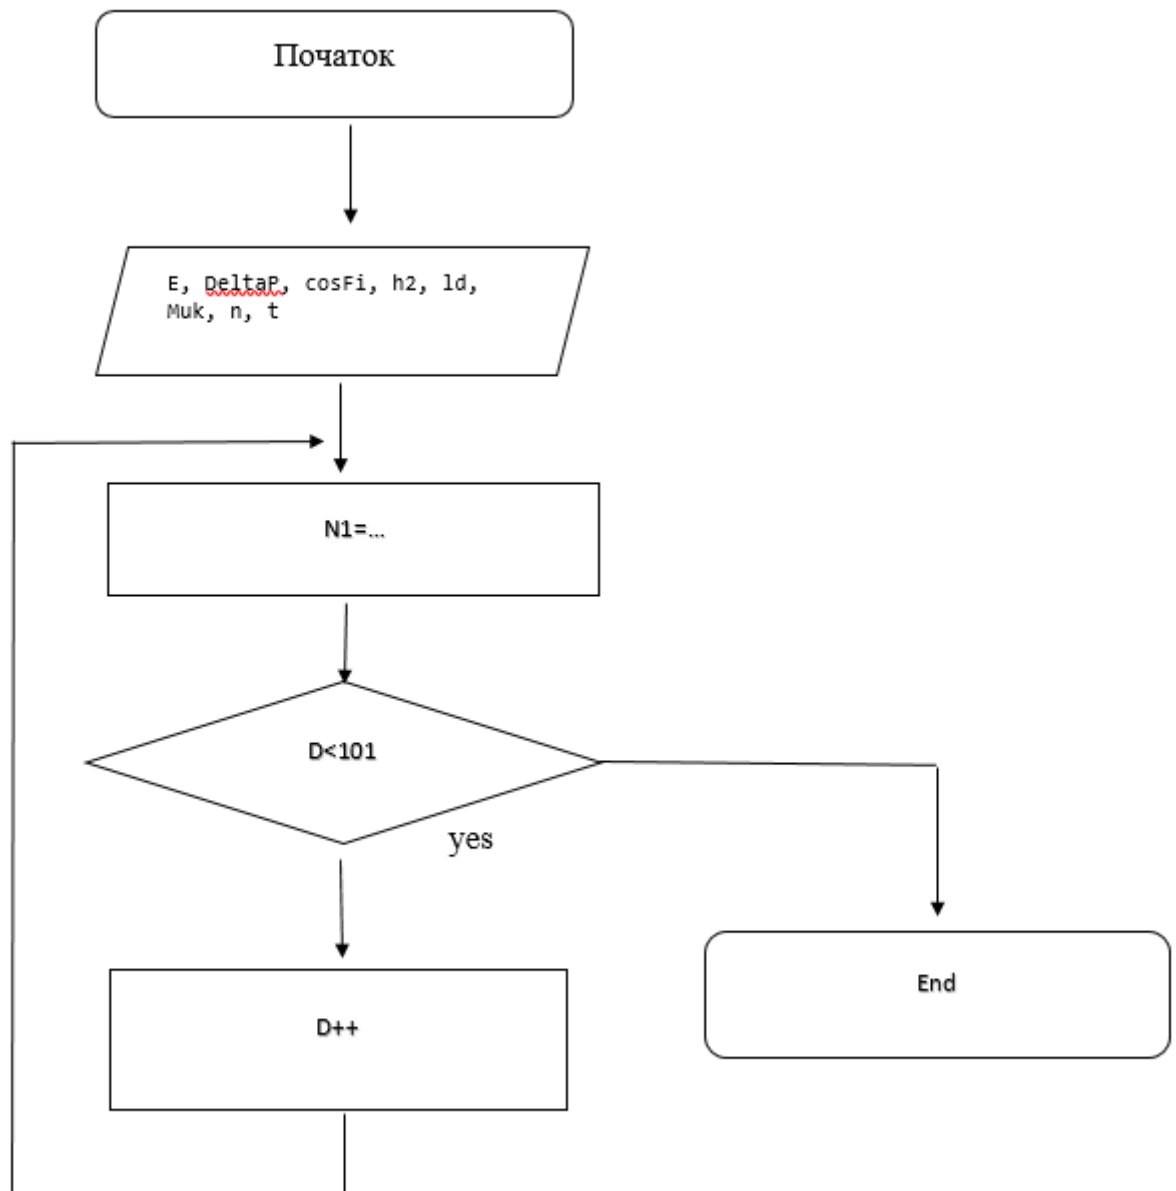 Початок
E, DeltaP, cosFi, h2, ld,
Muk, n, t
N1=...
D<101
yes
D++
End